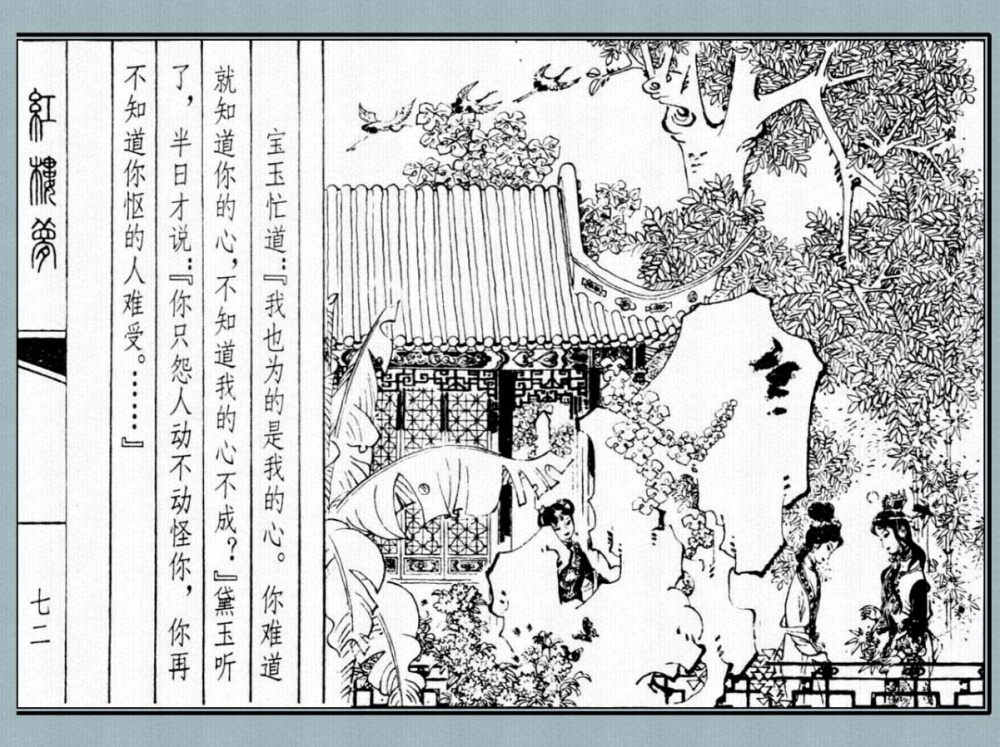 宝玉忙道：『我也为的是我的心。你难道
就知道你的心，不知道我的心不成？』黛玉听
了，半日才说：『你只怨人动不动怪你，你再
不知道你怄的人难受。……』
紅樓夢
七二